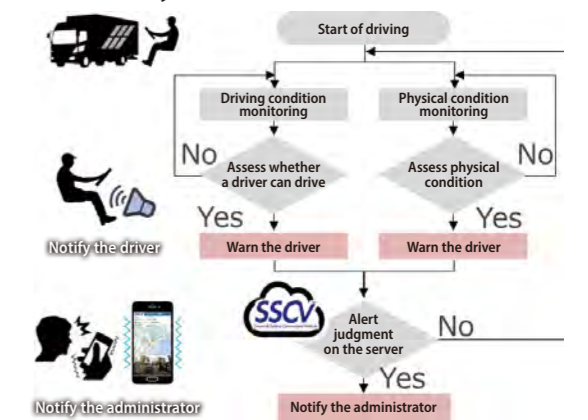 Start of driving
Driving condition
monitoring
Physical condition
monitoring
No
Assess whether
a driver can drive
Assess physical
condition
No
Yes
Yes
Notify the driver
Warn the driver
Warn the driver
SSCV
Alert
judgment
on the server
No
Yes
Notify the administrator
Notify the administrator